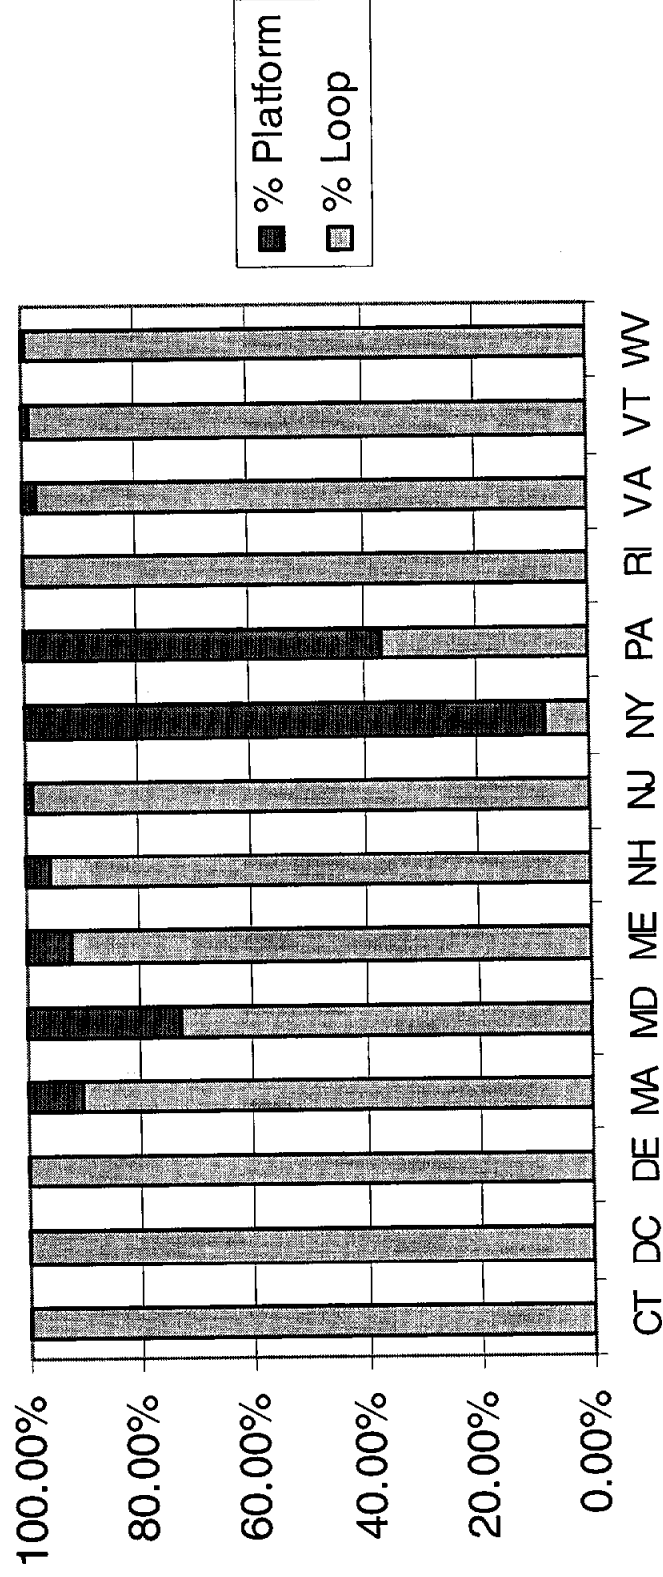 100.00%
80.00%
60.00%
40.00%
20.00%
0.00%
CT DC DE MA MD ME NH NJ NY PA RI VA VT WV
% Platform
% Loop